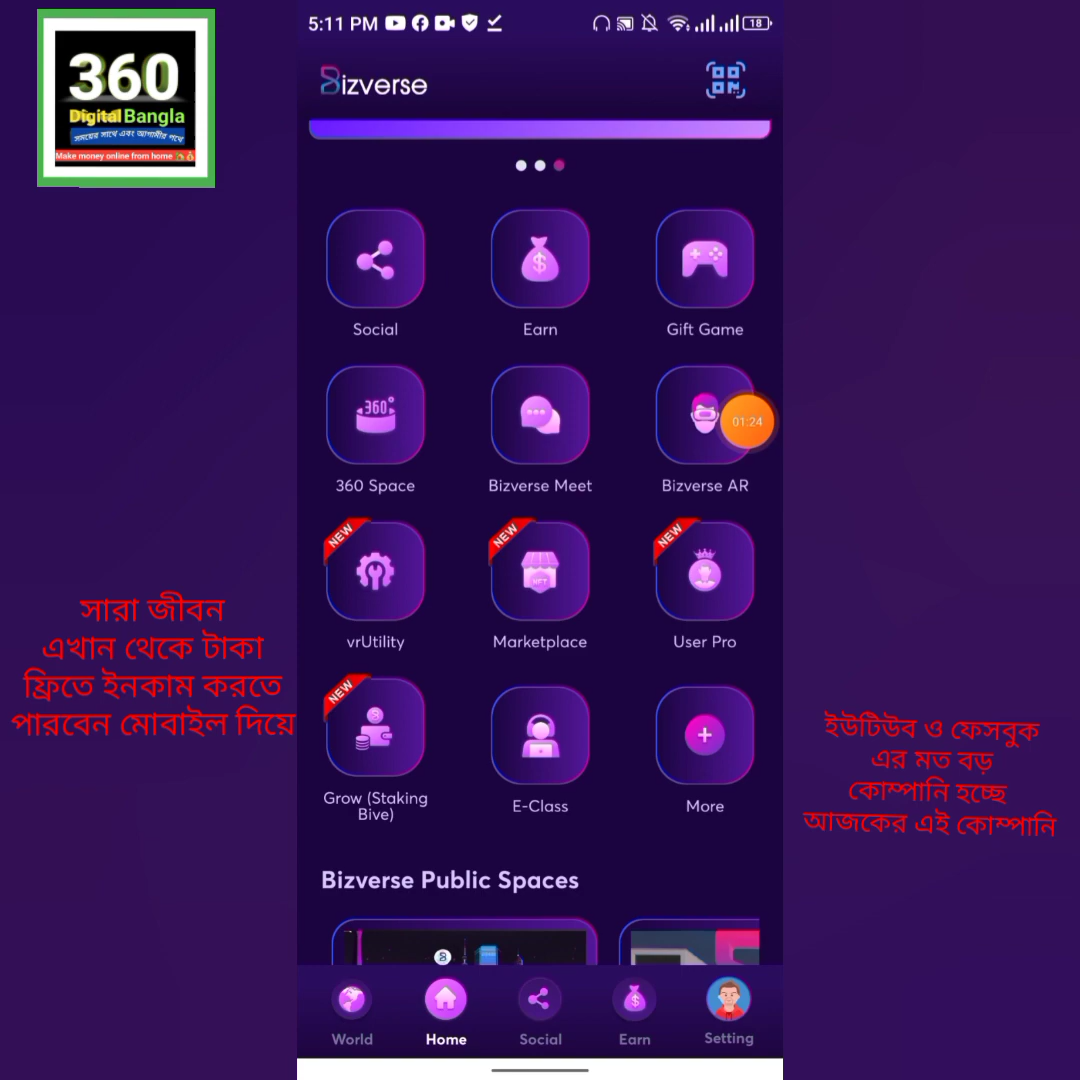 360
Digital Bangla
সময়ের সাথে এবং আগামীর পথে
Make money online from home
5:11 PM
18
Bizverse
Social
Earn
Gift Game
360°
01:24
360 Space
Bizverse Meet
Bizverse AR
NEW
NEW
NEW
NFT
vrUtility
Marketplace
User Pro
NEW
Grow (Staking
Bive)
E-Class
More
সারা জীবন
এখান থেকে টাকা
ফ্রিতে ইনকাম করতে
পারবেন মোবাইল দিয়ে
ইউটিউব ও ফেসবুক
এর মত বড়
কোম্পানি হচ্ছে
আজকের এই কোম্পানি
Bizverse Public Spaces
World
Home
Social
Earn
Setting